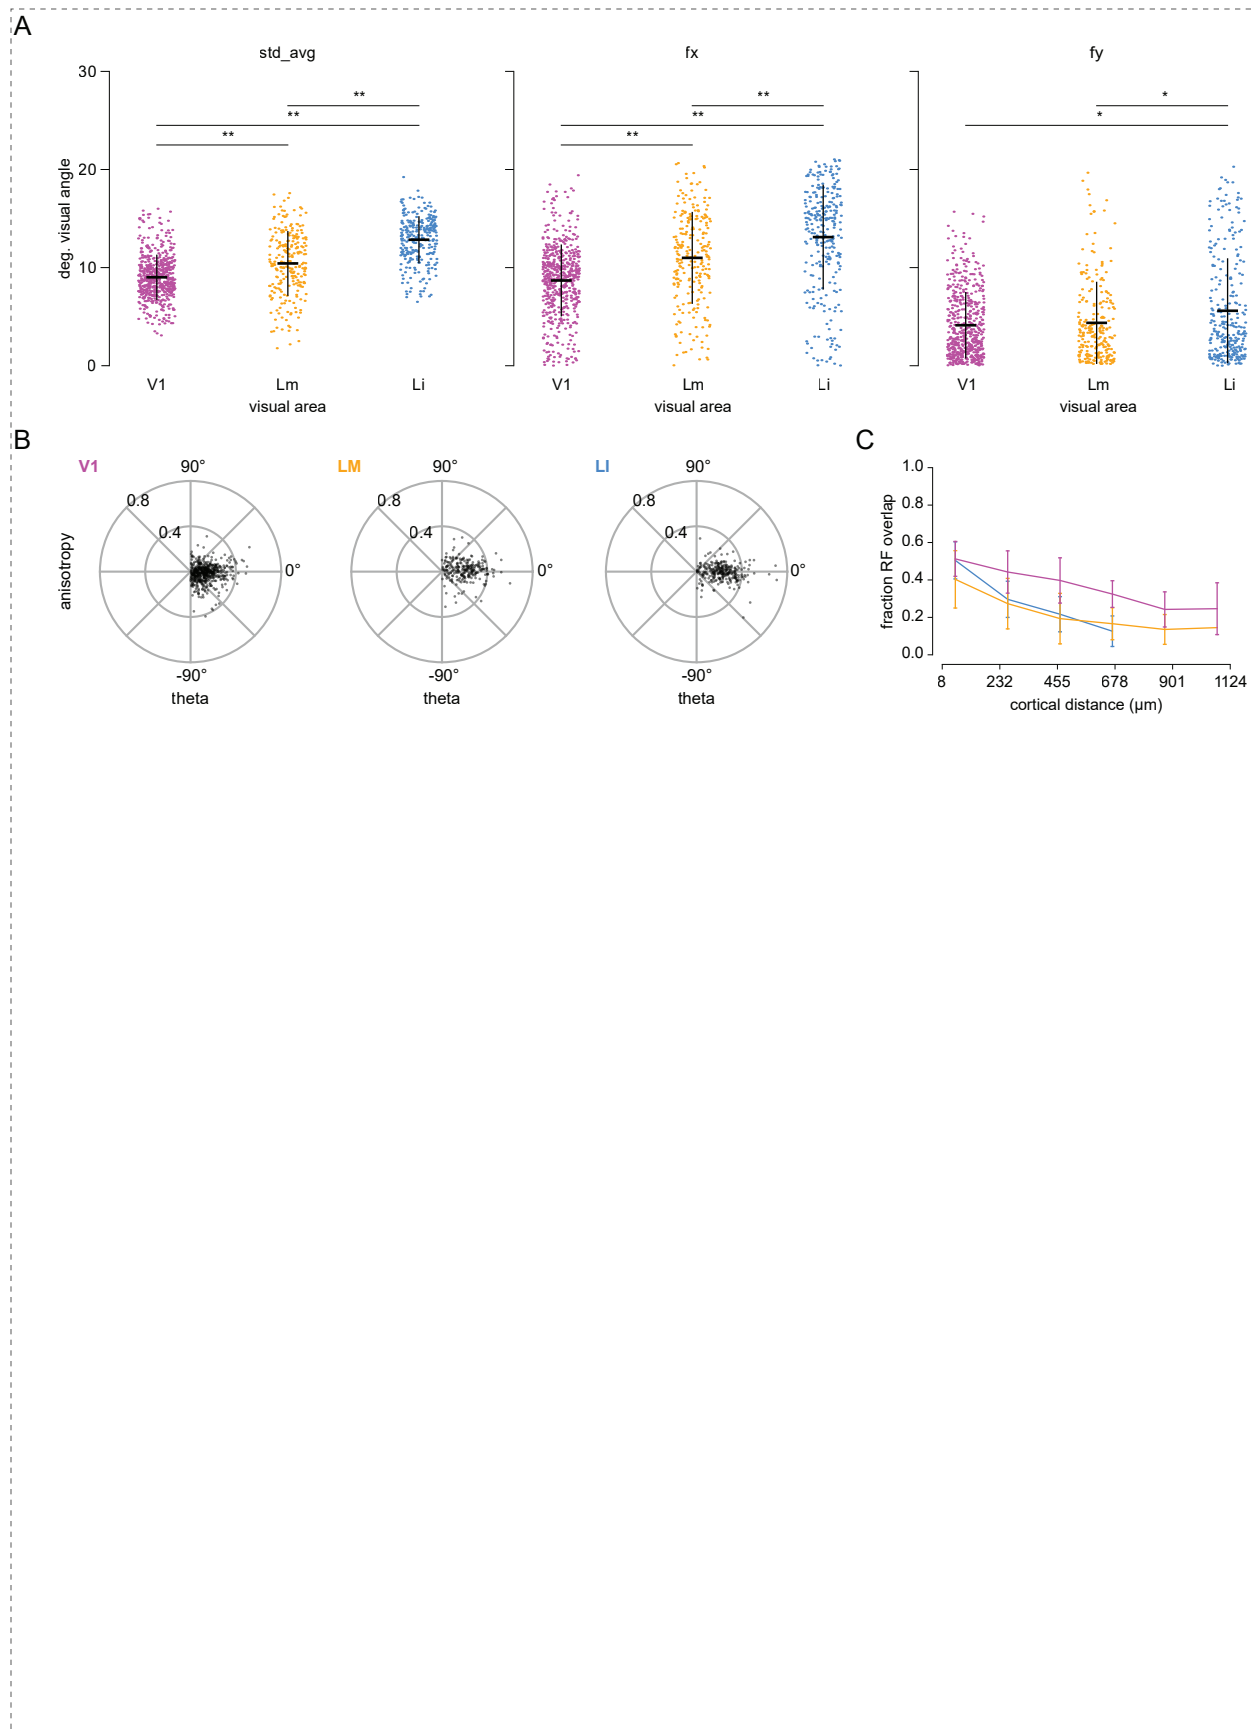 A
std_avg
fx
fy
deg. visual angle
30
20
10
0
** ** **
** ** **
* *
V1 Lm Li
visual area
V1 Lm Li
visual area
V1 Lm Li
visual area
B
V1 90° LM 90° LI 90°
anisotropy
0.8 0.4 0°
0.8 0.4 0°
0.8 0.4 0°
-90° -90° -90°
theta theta theta
C
fraction RF overlap
1.0
0.8
0.6
0.4
0.2
0.0
8 232 455 678 901 1124
cortical distance (µm)